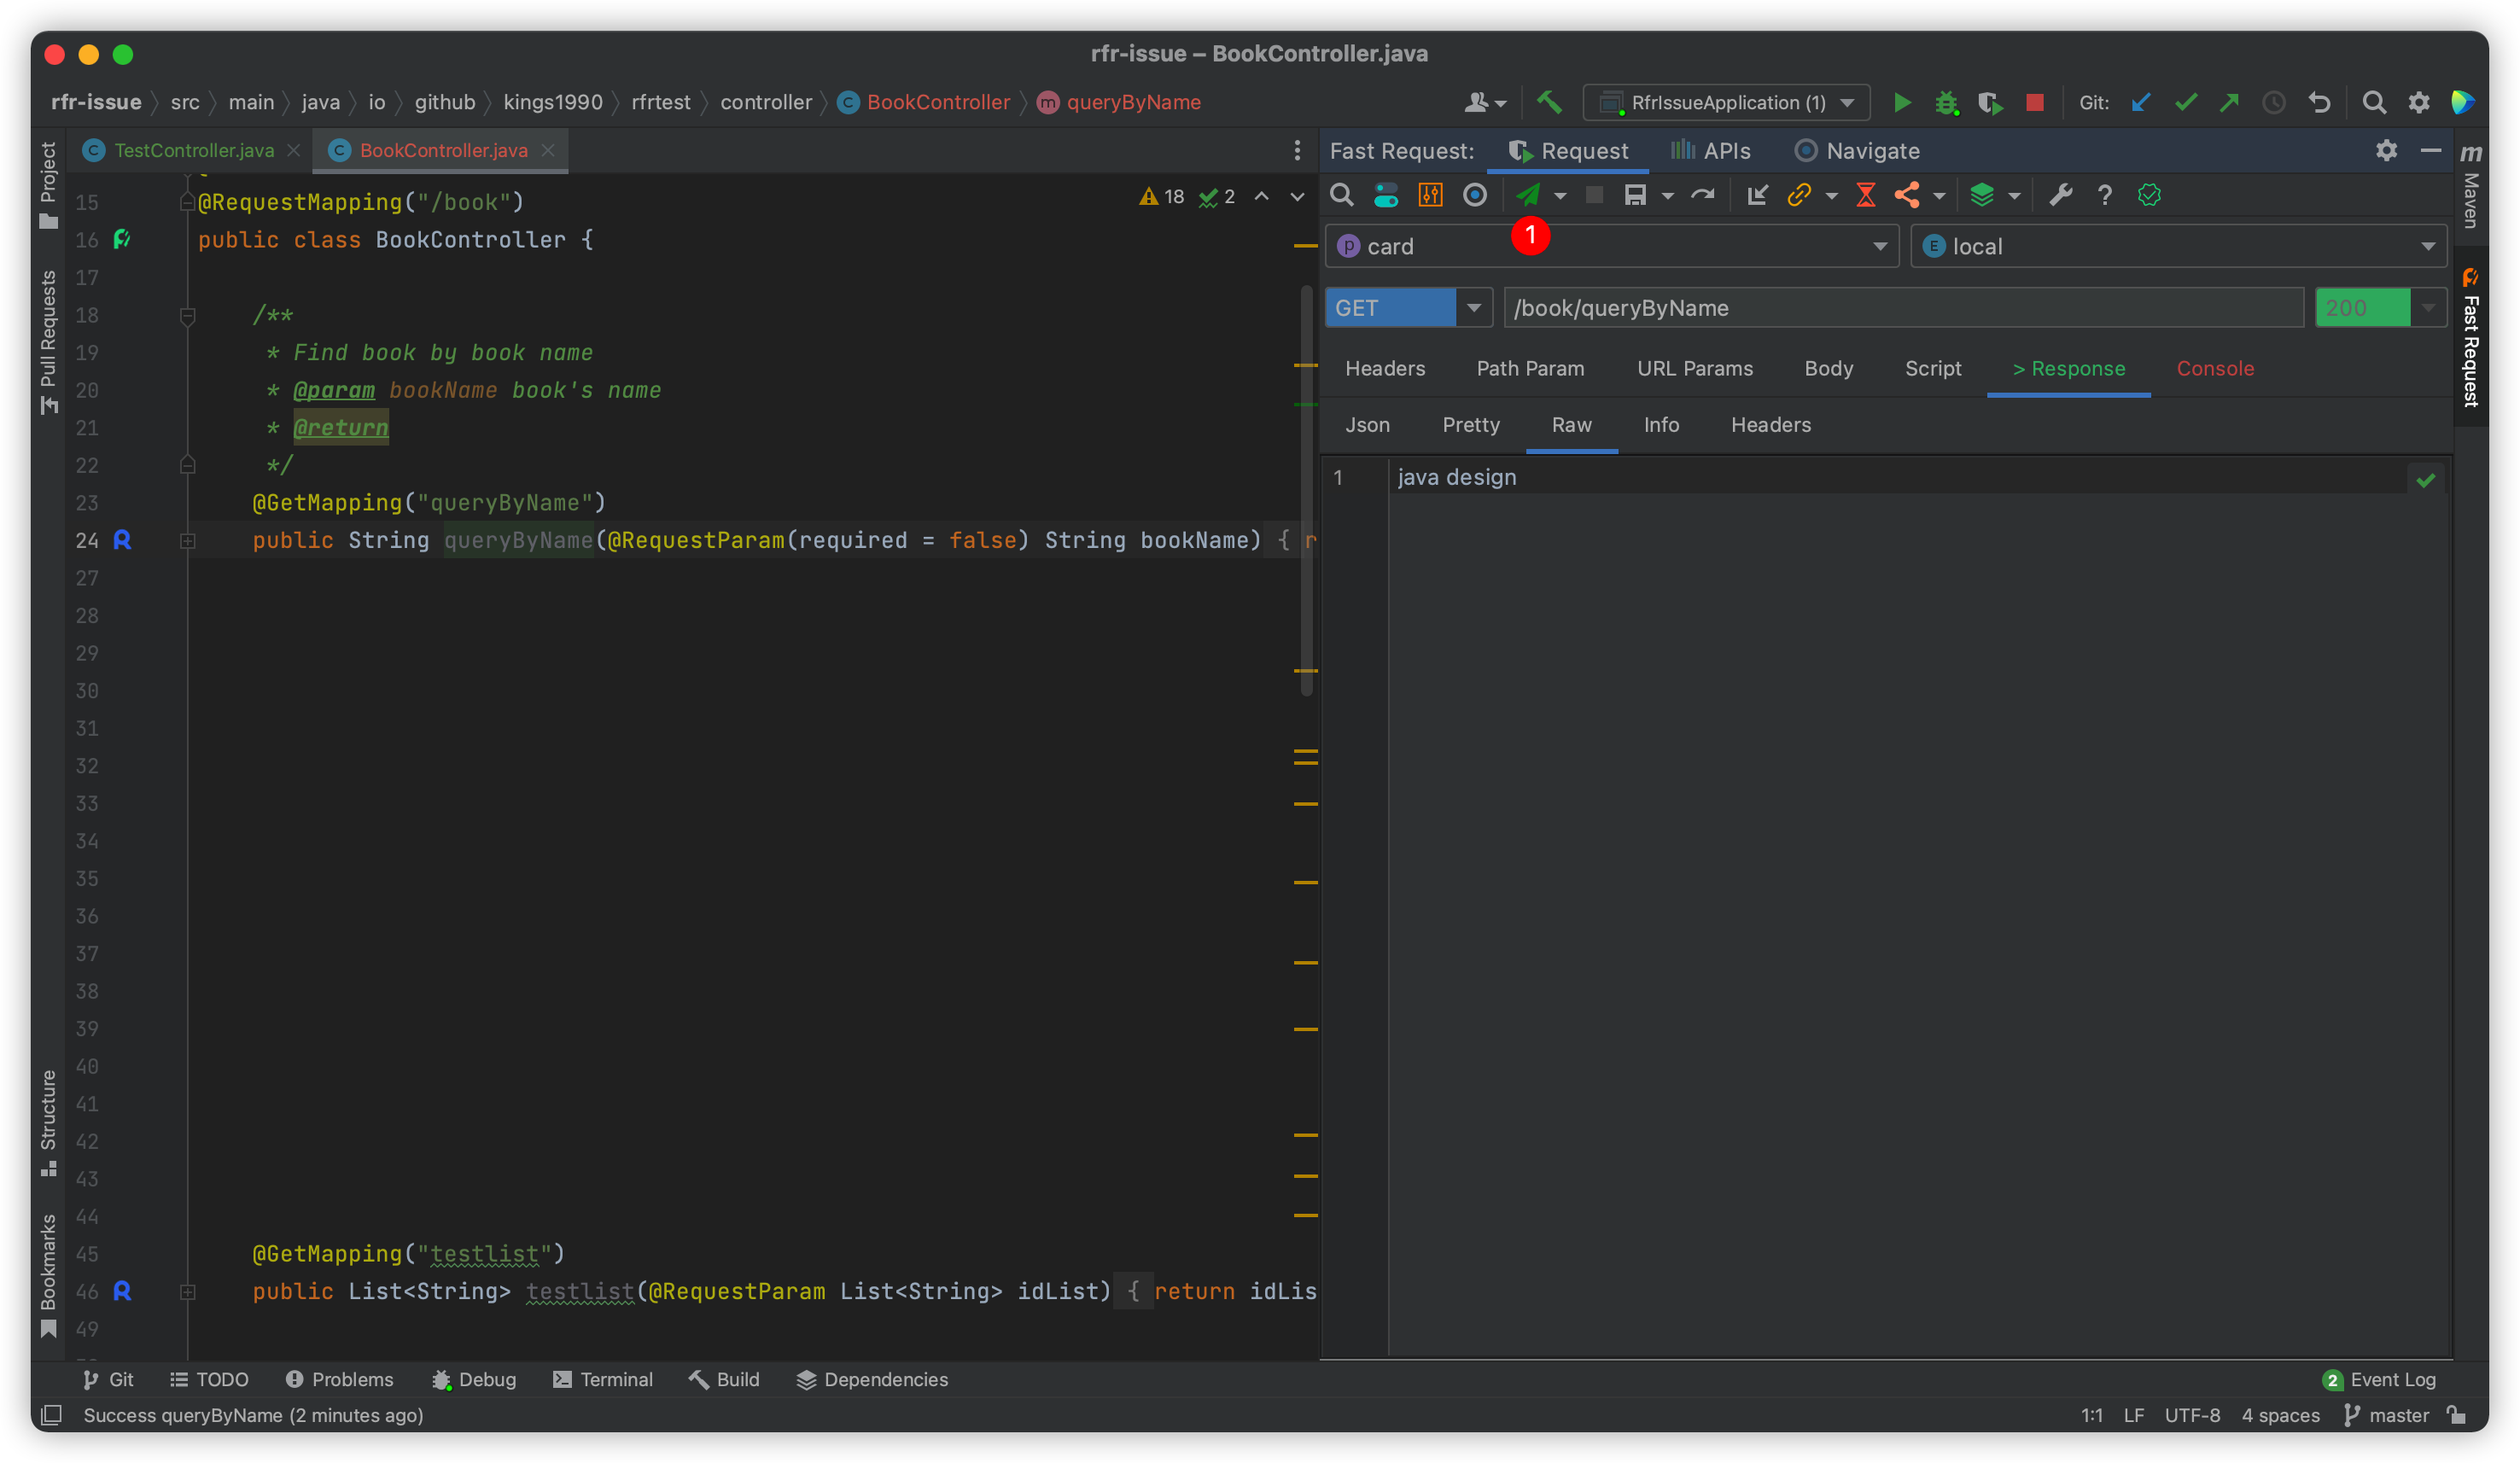 rfr-issue – BookController.java
rfr-issue src main java io github kings1990 rfrtest controller BookController queryByName
RfrIssueApplication (1)
Git:
Project
Pull Requests
Structure
Bookmarks
TestController.java
BookController.java
18 2
15 @RequestMapping("/book")
16 public class BookController {
17
18 /**
19 * Find book by book name
20 * @param bookName book's name
21 * @return
22 */
23 @GetMapping("queryByName")
24 public String queryByName(@RequestParam(required = false) String bookName) { r
27
28
29
30
31
32
33
34
35
36
37
38
39
40
41
42
43
44
45 @GetMapping("testlist")
46 public List<String> testlist(@RequestParam List<String> idList) { return idLis
49
Fast Request: Request APIs Navigate
1
card
local
GET
/book/queryByName
200
Headers Path Param URL Params Body Script > Response Console
Json Pretty Raw Info Headers
1 java design
Maven
Fast Request
Git TODO Problems Debug Terminal Build Dependencies
2 Event Log
Success queryByName (2 minutes ago)
1:1 LF UTF-8 4 spaces master